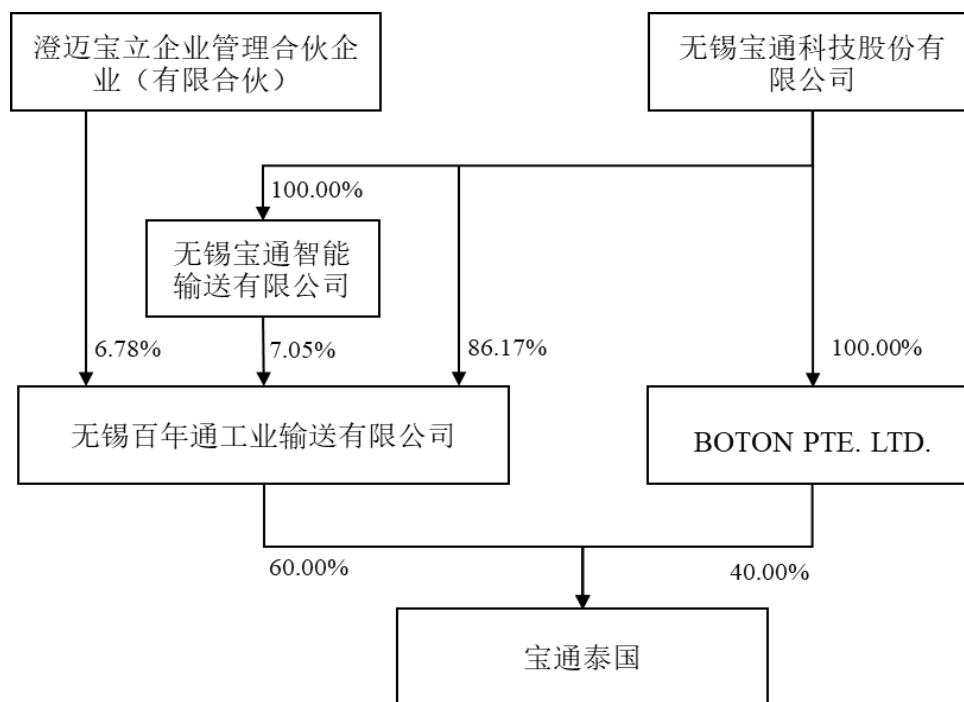 澄迈宝立企业管理合伙企
业（有限合伙）
无锡宝通科技股份有
限公司
100.00%
无锡宝通智能
输送有限公司
6.78%
7.05%
86.17%
100.00%
无锡百年通工业输送有限公司
BOTON PTE. LTD.
60.00%
40.00%
宝通泰国